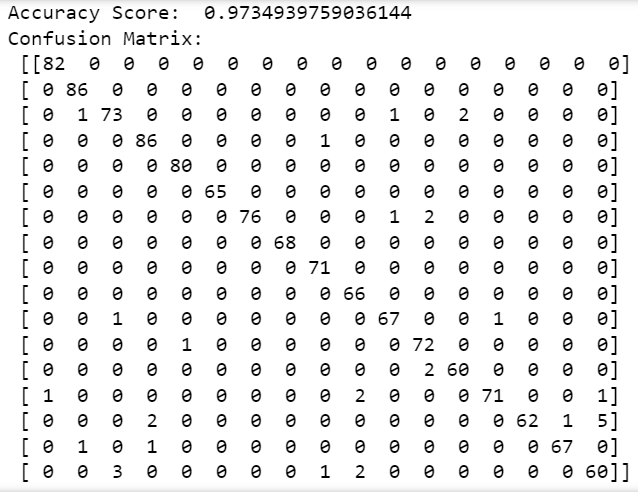 Accuracy Score:  0.9734939759036144
Confusion Matrix:
[[82  0  0  0  0  0  0  0  0  0  0  0  0  0  0  0  0]
[ 0 86  0  0  0  0  0  0  0  0  0  0  0  0  0  0  0]
[ 0  1 73  0  0  0  0  0  0  0  1  0  2  0  0  0  0]
[ 0  0  0 86  0  0  0  0  1  0  0  0  0  0  0  0  0]
[ 0  0  0  0 80  0  0  0  0  0  0  0  0  0  0  0  0]
[ 0  0  0  0  0 65  0  0  0  0  0  0  0  0  0  0  0]
[ 0  0  0  0  0  0 76  0  0  0  1  2  0  0  0  0  0]
[ 0  0  0  0  0  0  0 68  0  0  0  0  0  0  0  0  0]
[ 0  0  0  0  0  0  0  0 71  0  0  0  0  0  0  0  0]
[ 0  0  0  0  0  0  0  0  0 66  0  0  0  0  0  0  0]
[ 0  0  1  0  0  0  0  0  0  0 67  0  0  1  0  0  0]
[ 0  0  0  0  1  0  0  0  0  0  0 72  0  0  0  0  0]
[ 0  0  0  0  0  0  0  0  0  0  0  2 60  0  0  0  0]
[ 1  0  0  0  0  0  0  0  0  2  0  0  0 71  0  0  1]
[ 0  0  0  2  0  0  0  0  0  0  0  0  0  0 62  1  5]
[ 0  1  0  1  0  0  0  0  0  0  0  0  0  0  0 67  0]
[ 0  0  3  0  0  0  0  0  1  2  0  0  0  0  0  0 60]]